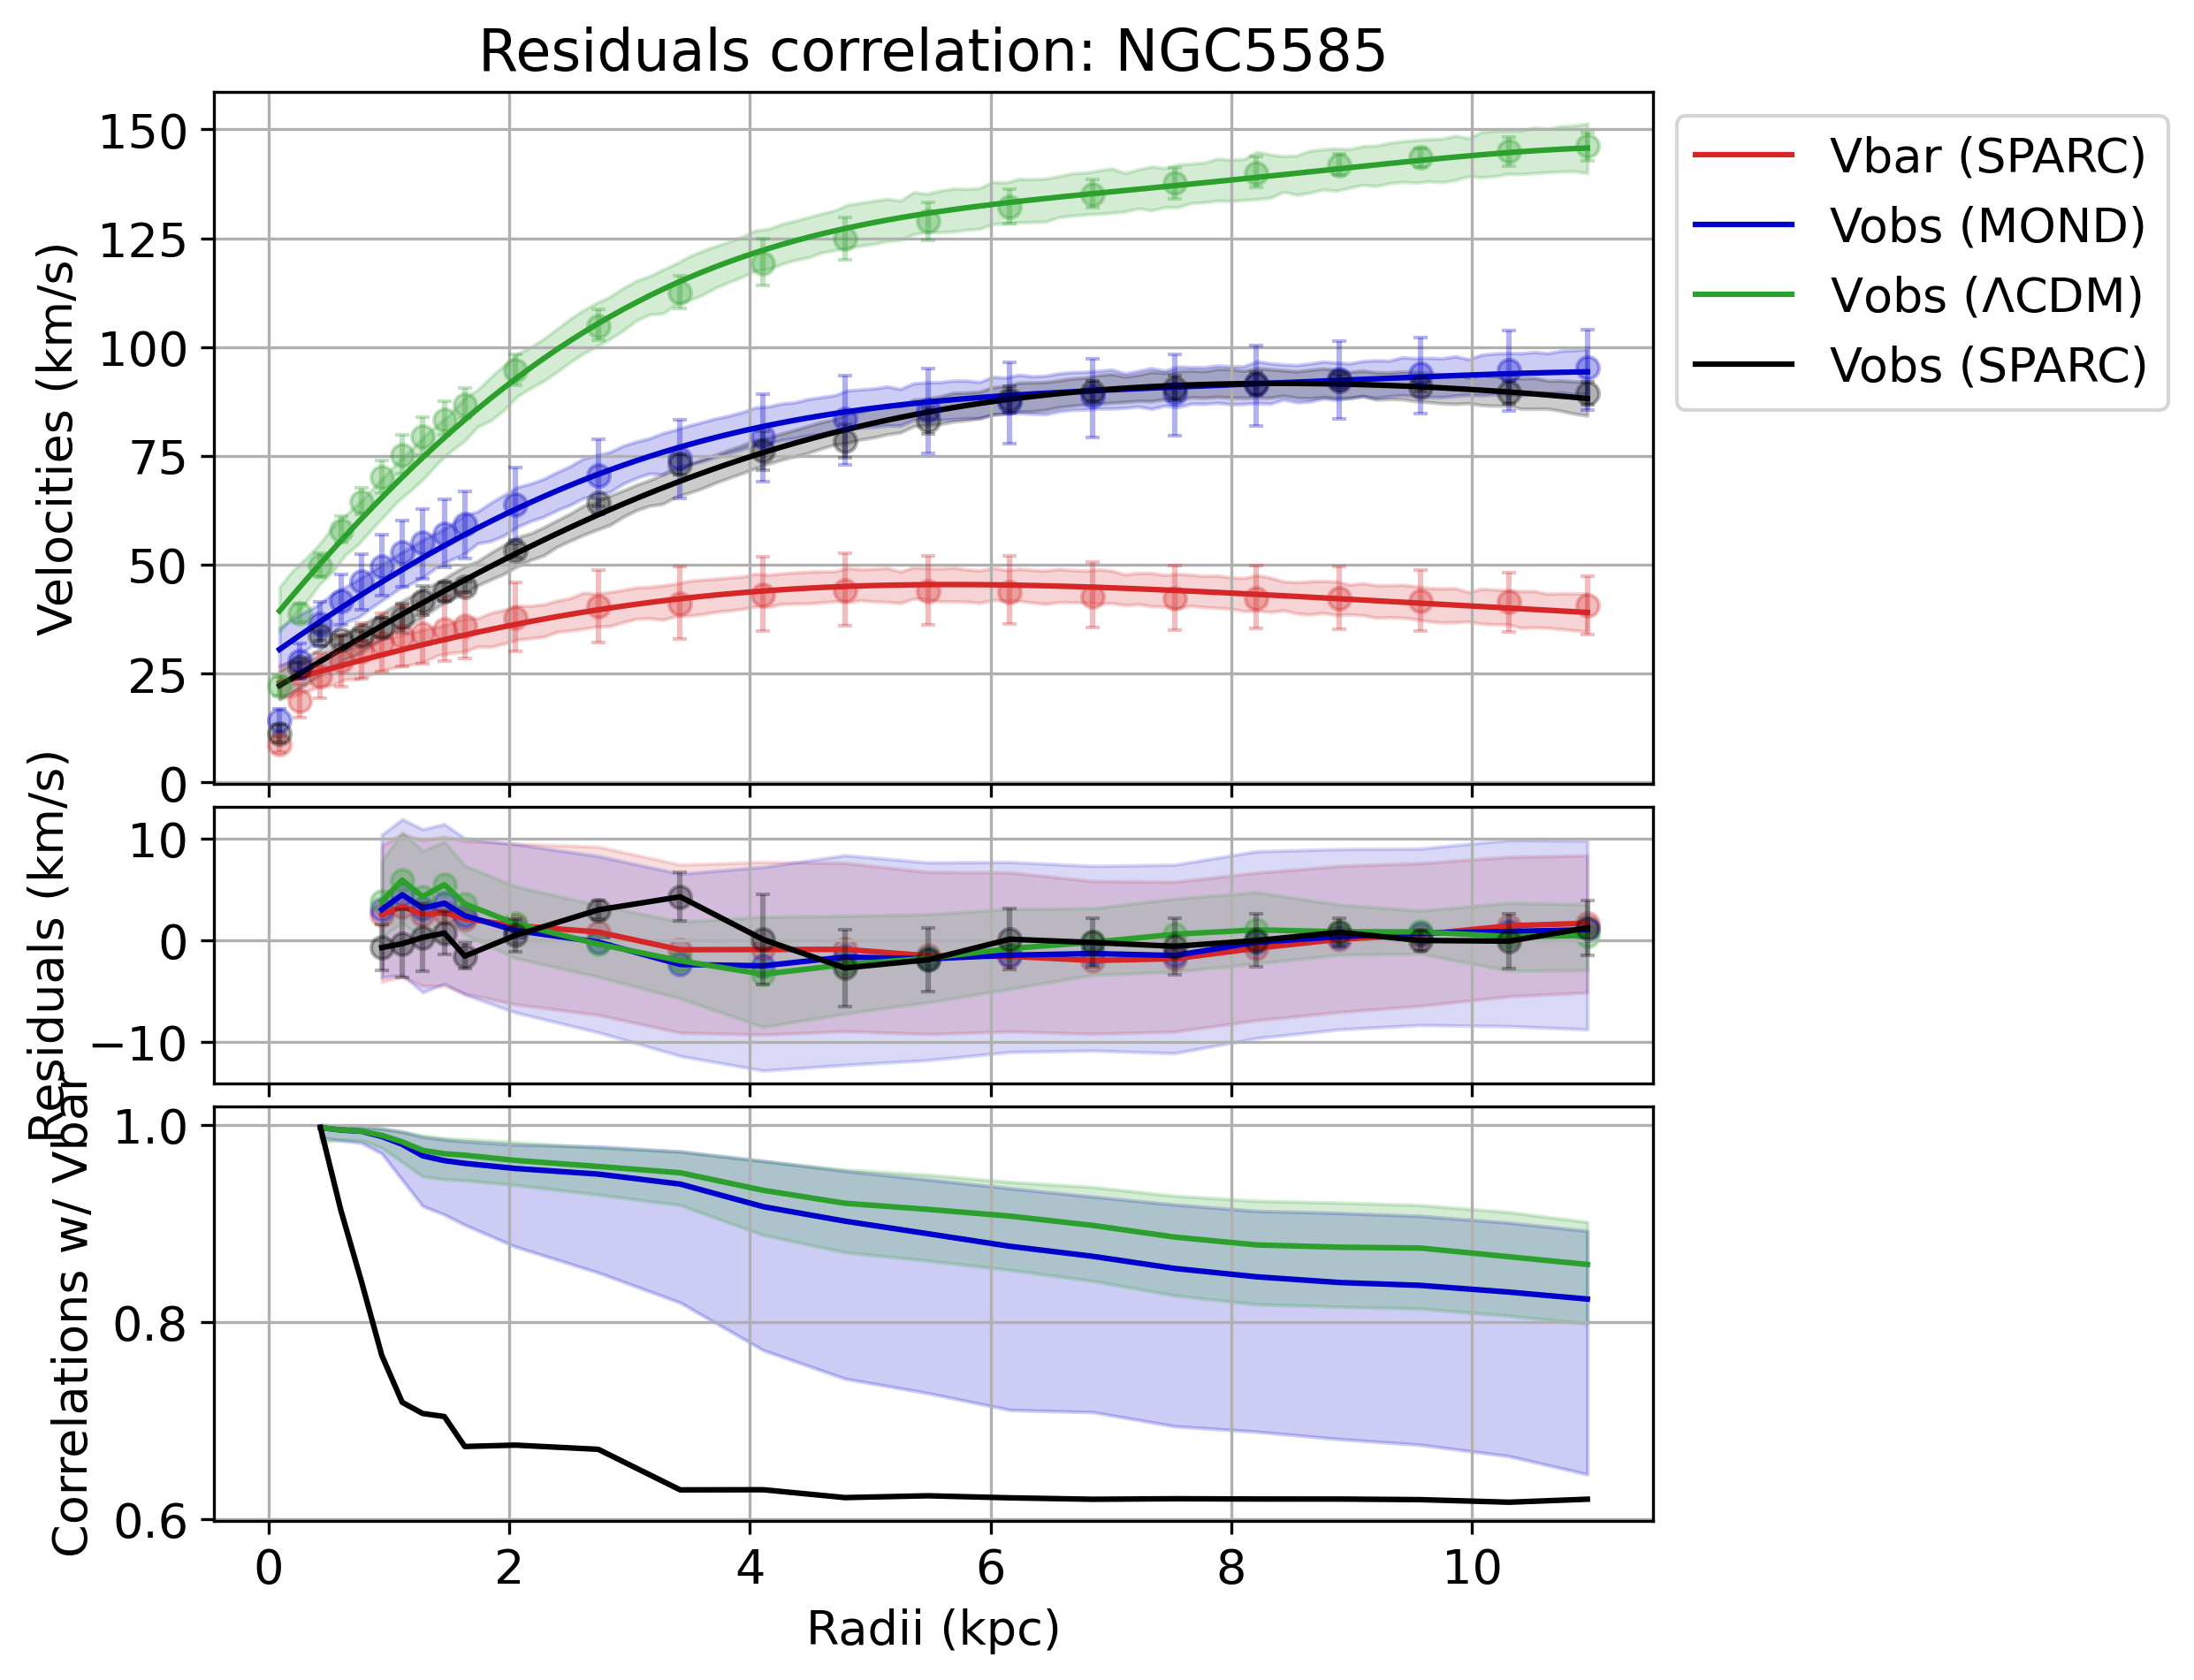 Residuals correlation: NGC5585
Velocities (km/s)
150
125
100
75
50
25
0
Vbar (SPARC)
Vobs (MOND)
Vobs (ΛCDM)
Vobs (SPARC)
Residuals (km/s)
10
0
−10
Correlations w/ Vbar
1.0
0.8
0.6
0 2 4 6 8 10
Radii (kpc)